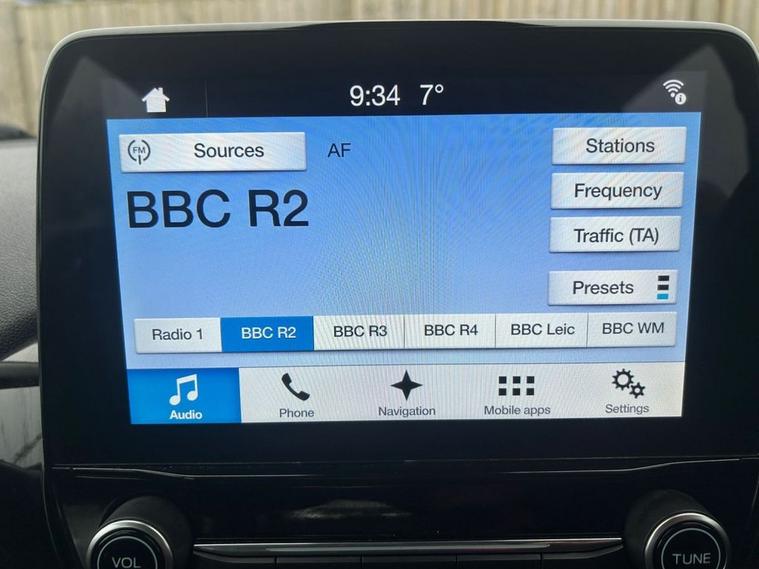 9:34 7°
FM Sources AF
Stations
BBC R2
Frequency
Traffic (TA)
Presets
Radio 1 BBC R2 BBC R3 BBC R4 BBC Leic BBC WM
Audio Phone Navigation Mobile apps Settings
VOL TUNE